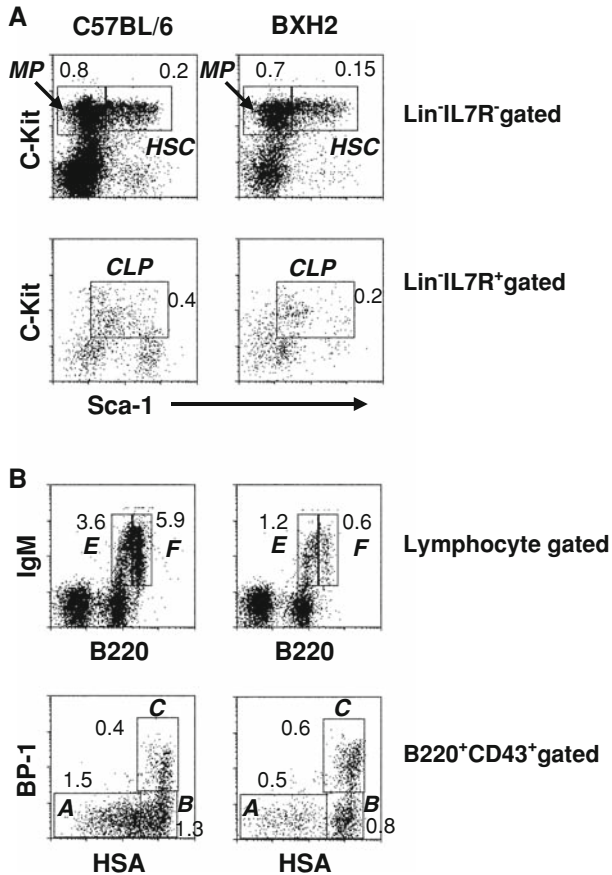 A
C57BL/6 BXH2
MP 0.8 0.2 MP 0.7 0.15
C-Kit HSC HSC Lin⁻IL7R⁻gated
CLP CLP
C-Kit 0.4 0.2 Lin⁻IL7R⁺gated
Sca-1
B
3.6 5.9 1.2 0.6
IgM E F E F Lymphocyte gated
B220 B220
C C
0.4 0.6
BP-1 B220⁺CD43⁺gated
1.5 0.5
A B A B
1.3 0.8
HSA HSA